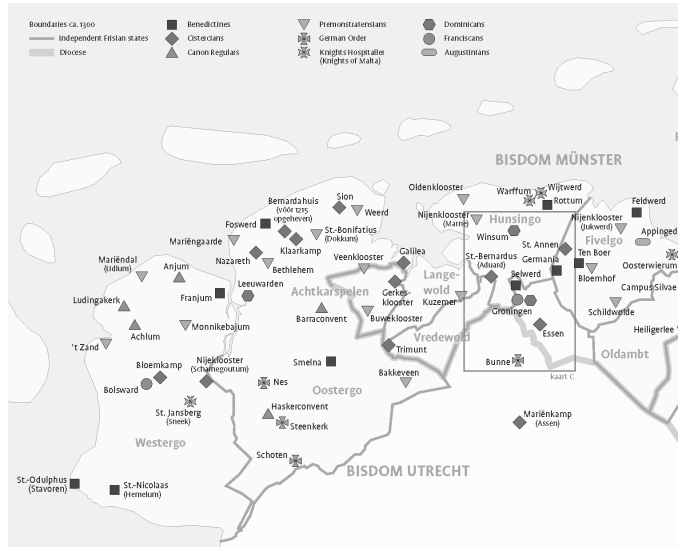 Boundaries ca. 1300
Independent Frisian states
Diocese
Benedictines
Cistercians
Canon Regulars
Premonstratensians
German Order
Knights Hospitaller
(Knights of Malta)
Dominicans
Franciscans
Augustinians
BISDOM MÜNSTER
Oldenklooster
Warffum
Wijtwerd
Rottum
Feldwerd
Sion
Weerd
Bernardahuis
(vóór 1215
opgeheven)
Nijenklooster
(Marne)
Hunsingo
Nijenklooster
(Jukwerd)
Foswerd
St.-Bonifatius
(Dokkum)
Winsum
Fivelgo
Appinged
Mariëngaarde
Klaarkamp
St. Annen
Galilea
Nazareth
Bethlehem
Veenklooster
St.-Bernardus
(Aduard)
Germania
Ten Boer
Oosterwierum
Mariëndal
(Lidlum)
Anjum
Lange-
wold
Selwerd
Bloemhof
Leeuwarden
Achtkarspelen
Gerkes-
klooster
Kuzemer
Campus Silvae
Ludingakerk
Franjum
Buweklooster
Groningen
Schildwolde
Barraconvent
Monnikebajum
Achlum
Vredewold
Essen
Heiligerlee
't Zand
Trimunt
Nijeklooster
(Scharnegoutum)
Bloemkamp
Smelna
Bunne
Oldambt
Bakkeveen
kaart C
Bolsward
Nes
Oostergo
St. Jansberg
(Sneek)
Haskerconvent
Steenkerk
Mariënkamp
(Assen)
Westergo
Schoten
BISDOM UTRECHT
St.-Odulphus
(Stavoren)
St.-Nicolaas
(Hemelum)